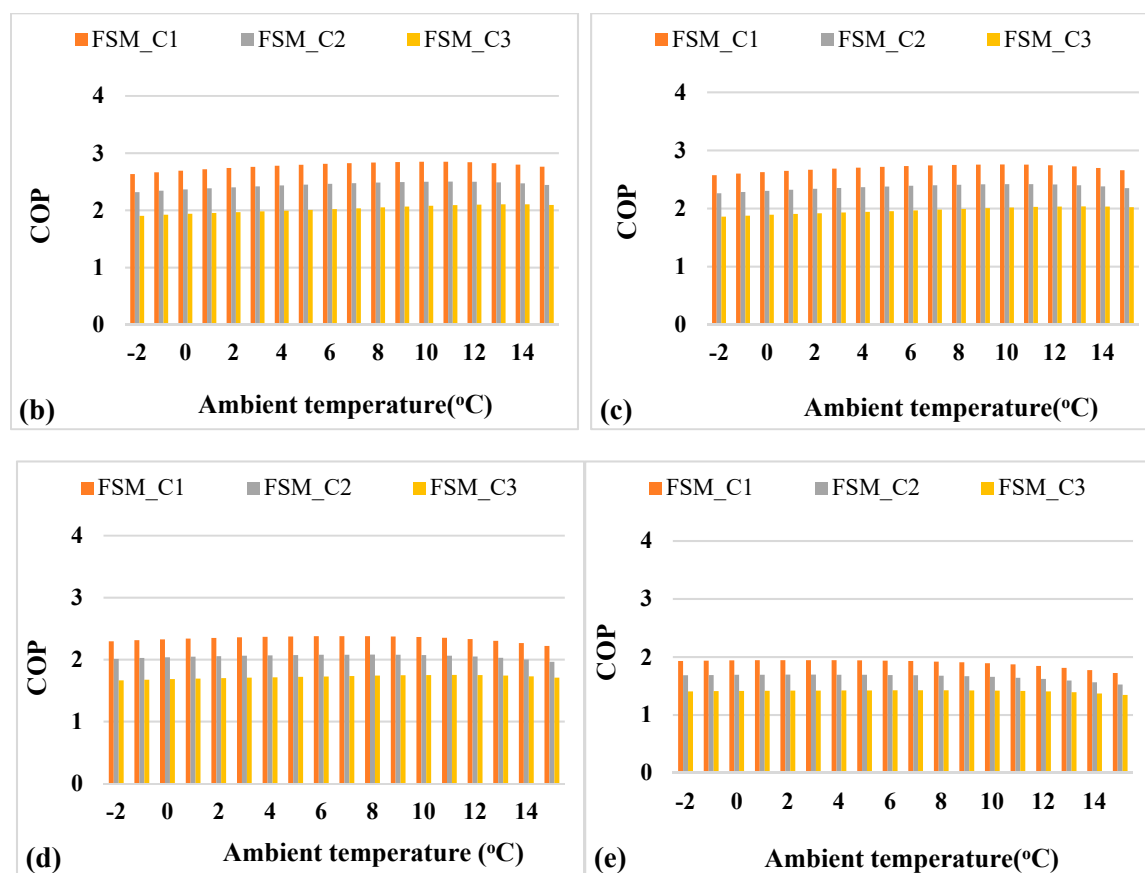 FSM_C1 FSM_C2 FSM_C3
4
3
2
1
0
COP
-2 0 2 4 6 8 10 12 14
(b) Ambient temperature(°C)
FSM_C1 FSM_C2 FSM_C3
4
3
2
1
0
COP
-2 0 2 4 6 8 10 12 14
(c) Ambient temperature(°C)
FSM_C1 FSM_C2 FSM_C3
4
3
2
1
0
COP
-2 0 2 4 6 8 10 12 14
(d) Ambient temperature (°C)
FSM_C1 FSM_C2 FSM_C3
4
3
2
1
0
COP
-2 0 2 4 6 8 10 12 14
(e) Ambient temperature(°C)